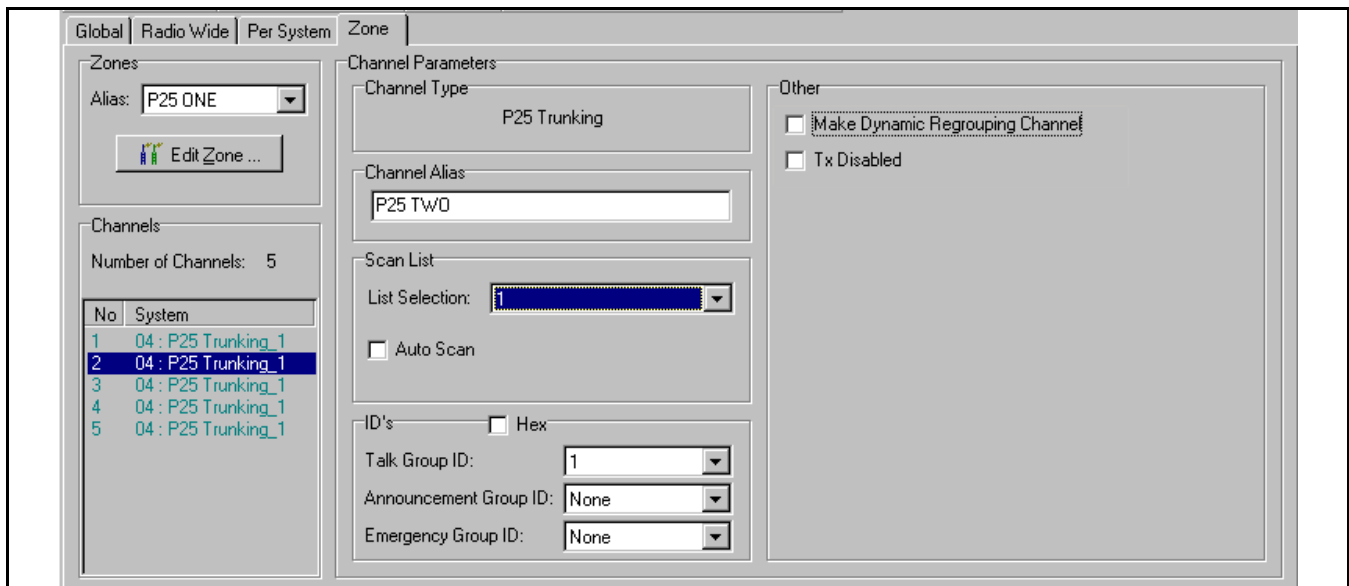 Global Radio Wide Per System Zone
Zones
Alias: P25 ONE
Edit Zone ...
Channels
Number of Channels: 5
No System
1 04 : P25 Trunking_1
2 04 : P25 Trunking_1
3 04 : P25 Trunking_1
4 04 : P25 Trunking_1
5 04 : P25 Trunking_1
Channel Parameters
Channel Type
P25 Trunking
Channel Alias
P25 TWO
Scan List
List Selection: 1
Auto Scan
ID's Hex
Talk Group ID: 1
Announcement Group ID: None
Emergency Group ID: None
Other
Make Dynamic Regrouping Channel
Tx Disabled